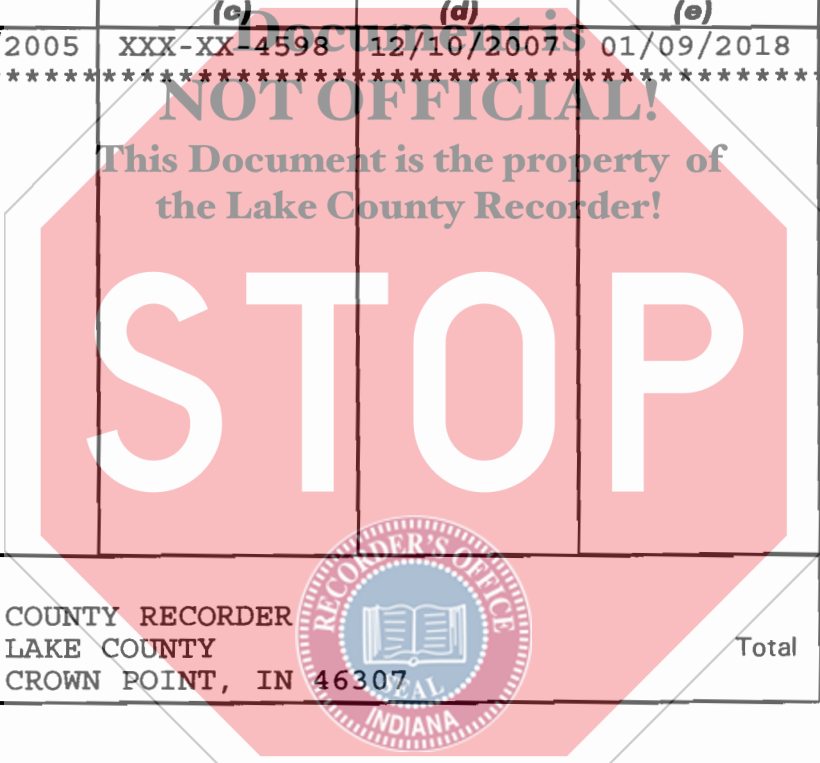 (c) (d) (e)
Document is
2005 XXX-XX-4598 12/10/2007 01/09/2018
****************************************************
NOT OFFICIAL!
This Document is the property of
the Lake County Recorder!
STOP
RECORDER'S OFFICE
COUNTY RECORDER
LAKE COUNTY Total
CROWN POINT, IN 46307
SEAL
INDIANA